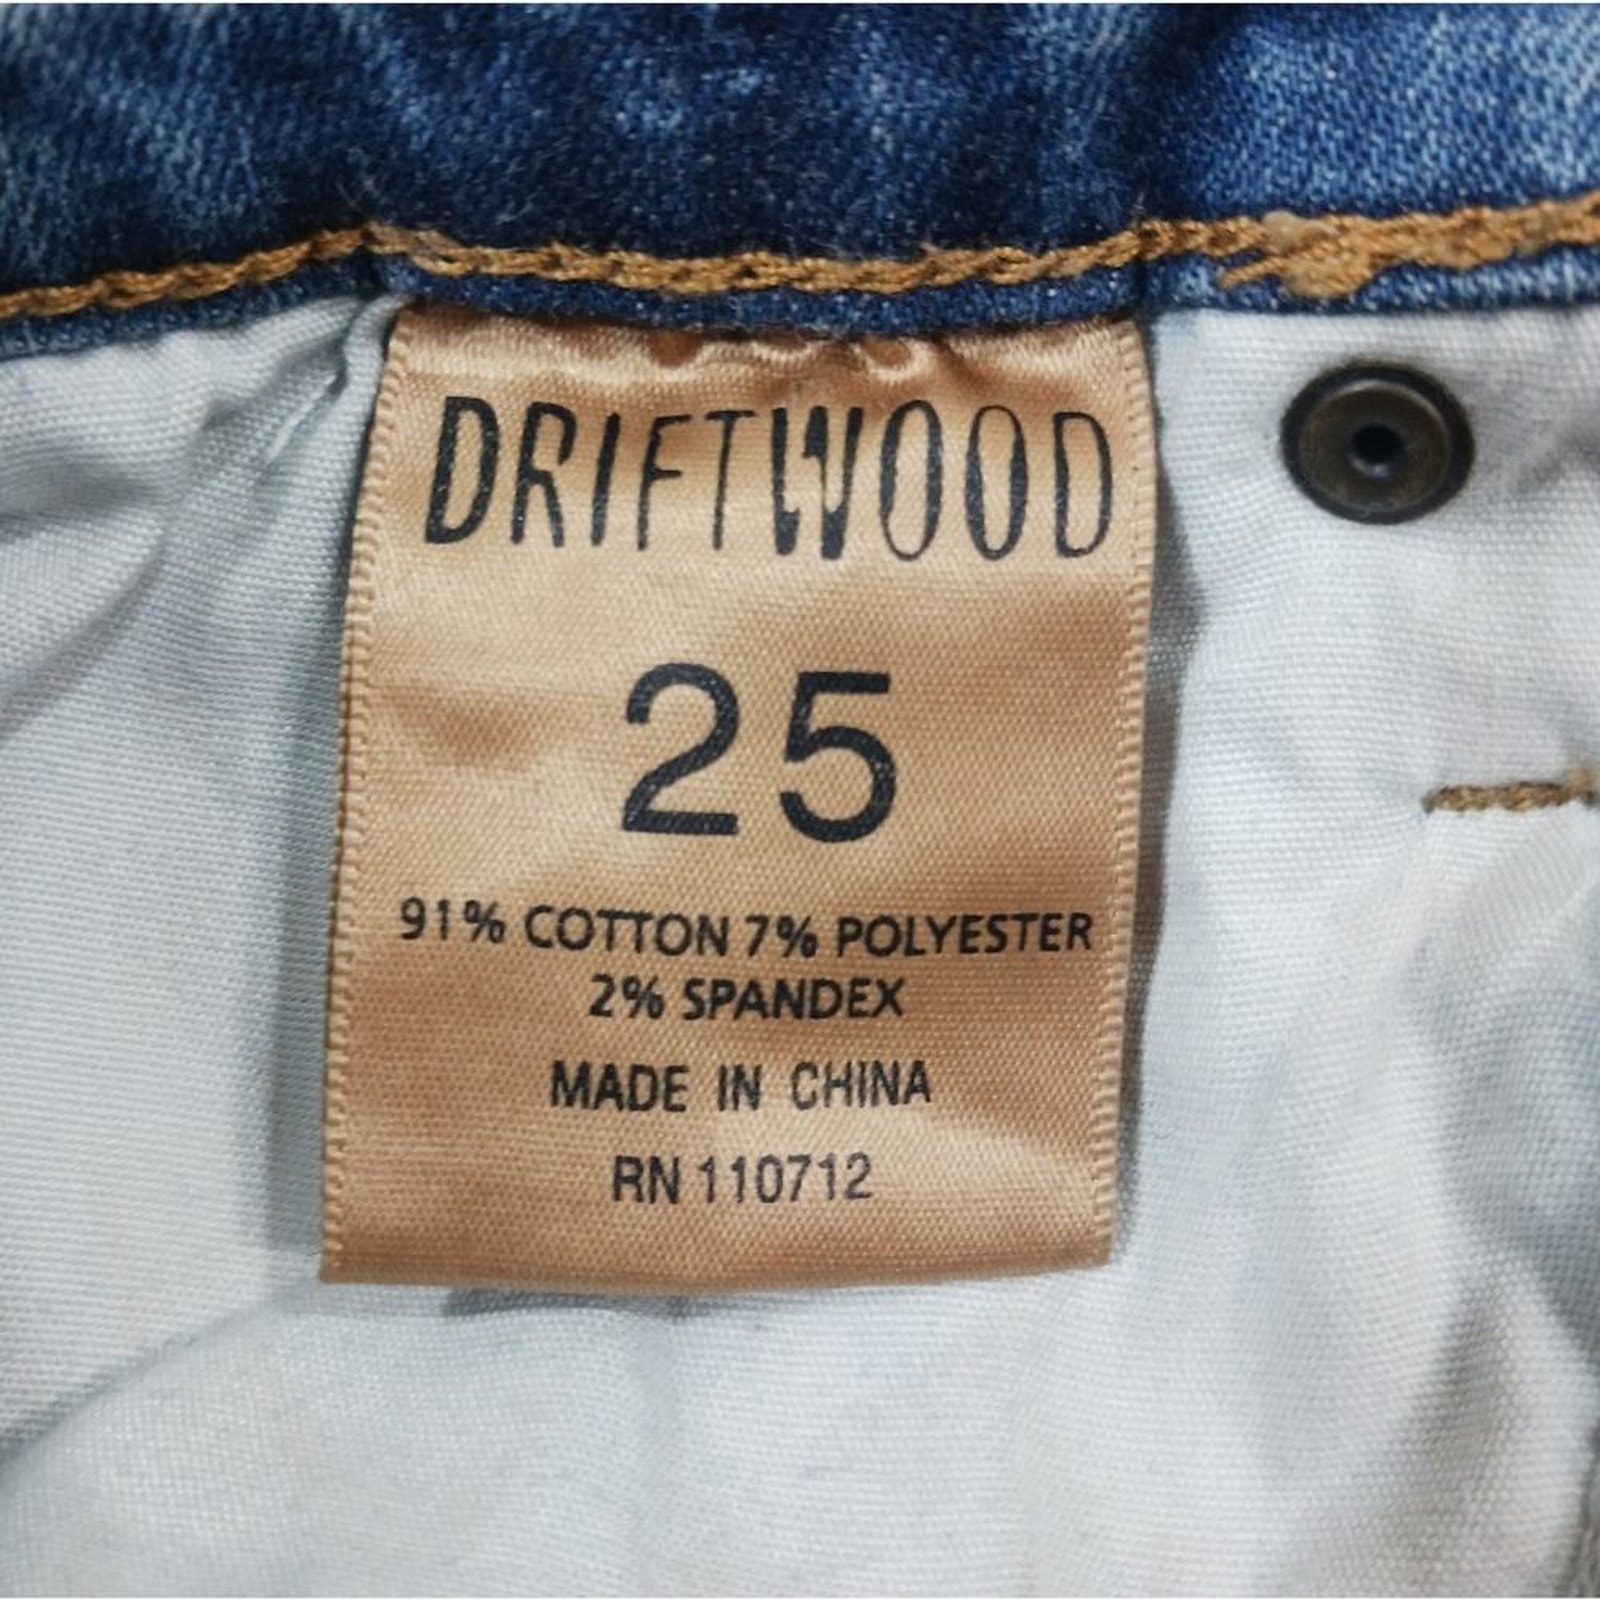 DRIFTWOOD
25
91% COTTON 7% POLYESTER
2% SPANDEX
MADE IN CHINA
RN 110712